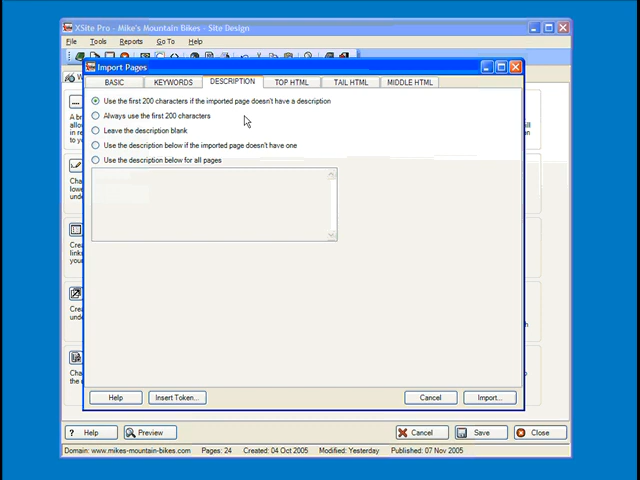 XSite Pro - Mike's Mountain Bikes - Site Design
File Tools Reports Go To Help
Import Pages
BASIC KEYWORDS DESCRIPTION TOP HTML TAIL HTML MIDDLE HTML
Use the first 200 characters if the imported page doesn't have a description
Always use the first 200 characters
Leave the description blank
Use the description below if the imported page doesn't have one
Use the description below for all pages
Help Insert Token... Cancel Import...
? Help Preview Cancel Save Close
Domain: www.mikes-mountain-bikes.com Pages: 24 Created: 04 Oct 2005 Modified: Yesterday Published: 07 Nov 2005